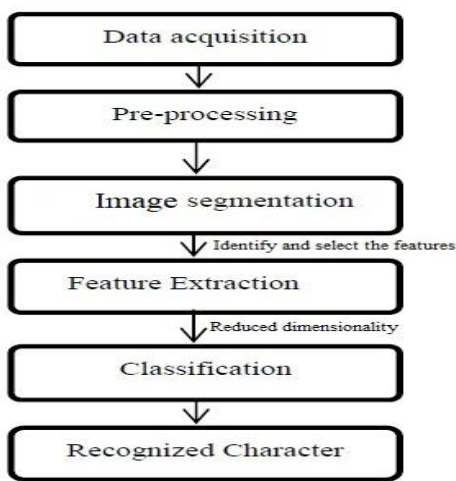 Data acquisition
Pre-processing
Image segmentation
Identify and select the features
Feature Extraction
Reduced dimensionality
Classification
Recognized Character